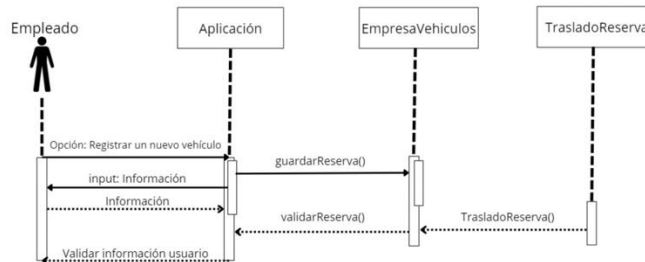 Empleado
Aplicación
EmpresaVehiculos
TrasladoReserva
Opción: Registrar un nuevo vehículo
guardarReserva()
input: Información
Información
validarReserva()
TrasladoReserva()
Validar información usuario